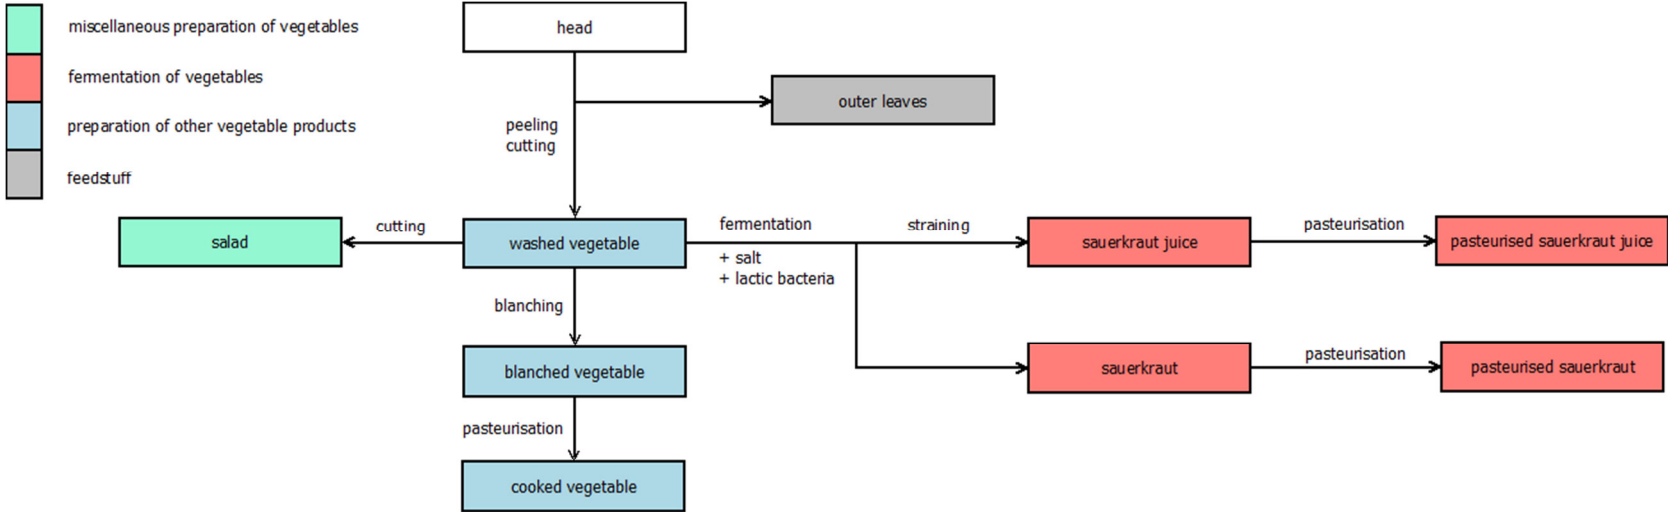 miscellaneous preparation of vegetables
fermentation of vegetables
preparation of other vegetable products
feedstuff
head
outer leaves
peeling
cutting
salad
cutting
washed vegetable
fermentation
+ salt
+ lactic bacteria
straining
sauerkraut juice
pasteurisation
pasteurised sauerkraut juice
blanching
blanched vegetable
sauerkraut
pasteurisation
pasteurised sauerkraut
pasteurisation
cooked vegetable